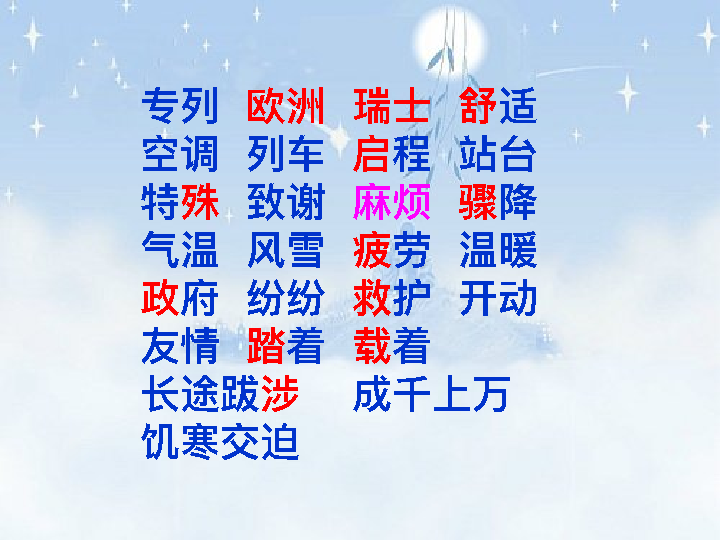 专列 欧洲 瑞士 舒适
空调 列车 启程 站台
特殊 致谢 麻烦 骤降
气温 风雪 疲劳 温暖
政府 纷纷 救护 开动
友情 踏着 载着
长途跋涉 成千上万
饥寒交迫